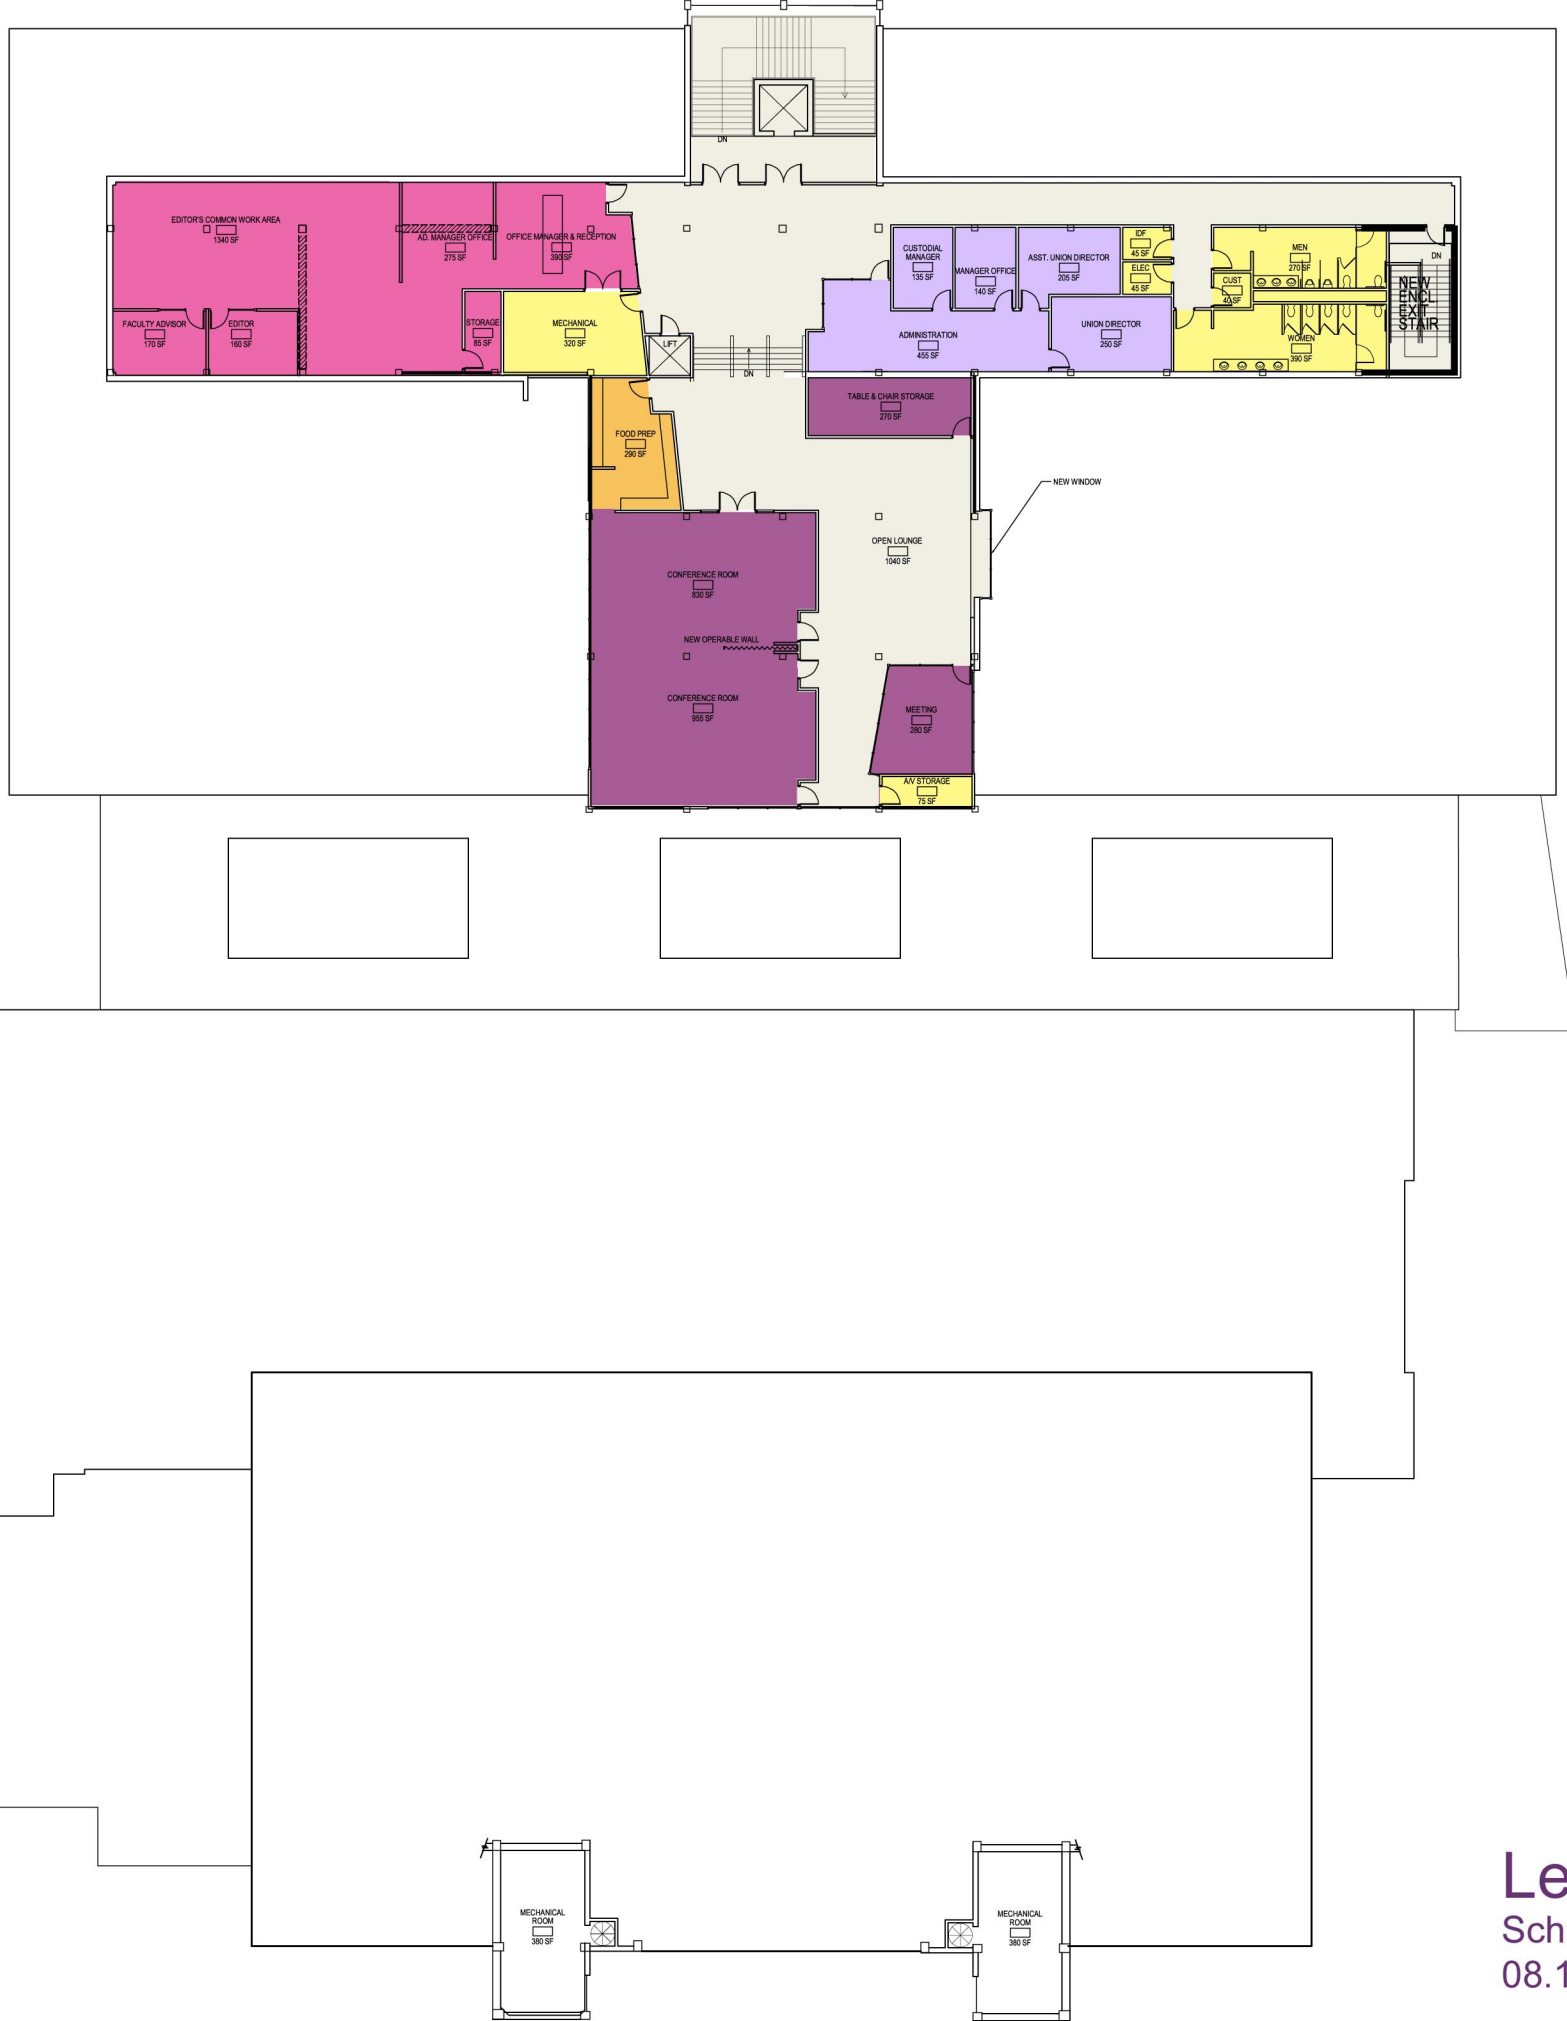 DN
EDITOR'S COMMON WORK AREA
1340 SF
AD. MANAGER OFFICE
275 SF
OFFICE MANAGER & RECEPTION
390 SF
CUSTODIAL
MANAGER
135 SF
MANAGER OFFICE
140 SF
ASST. UNION DIRECTOR
205 SF
IDF
45 SF
ELEC
45 SF
CUST
40 SF
MEN
270 SF
DN
NEW
ENCL
EXIT
STAIR
FACULTY ADVISOR
170 SF
EDITOR
160 SF
STORAGE
85 SF
MECHANICAL
320 SF
LIFT
DN
ADMINISTRATION
455 SF
UNION DIRECTOR
250 SF
WOMEN
390 SF
FOOD PREP
290 SF
TABLE & CHAIR STORAGE
270 SF
NEW WINDOW
OPEN LOUNGE
1040 SF
CONFERENCE ROOM
830 SF
NEW OPERABLE WALL
CONFERENCE ROOM
955 SF
MEETING
280 SF
A/V STORAGE
75 SF
MECHANICAL
ROOM
380 SF
MECHANICAL
ROOM
380 SF
Le
Sch
08.1